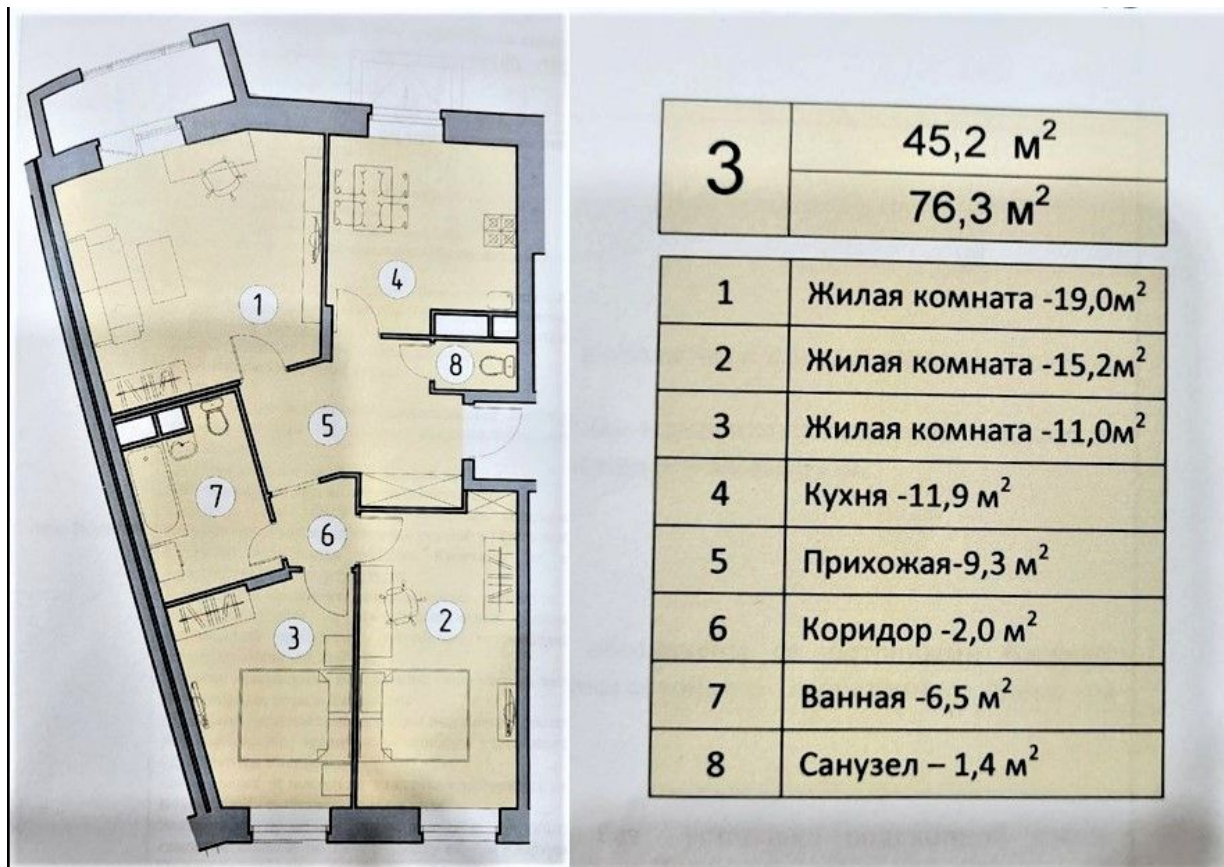 1
4
8
5
7
6
3
2
3
45,2 м²
76,3 м²
1 Жилая комната -19,0м²
2 Жилая комната -15,2м²
3 Жилая комната -11,0м²
4 Кухня -11,9 м²
5 Прихожая-9,3 м²
6 Коридор -2,0 м²
7 Ванная -6,5 м²
8 Санузел – 1,4 м²